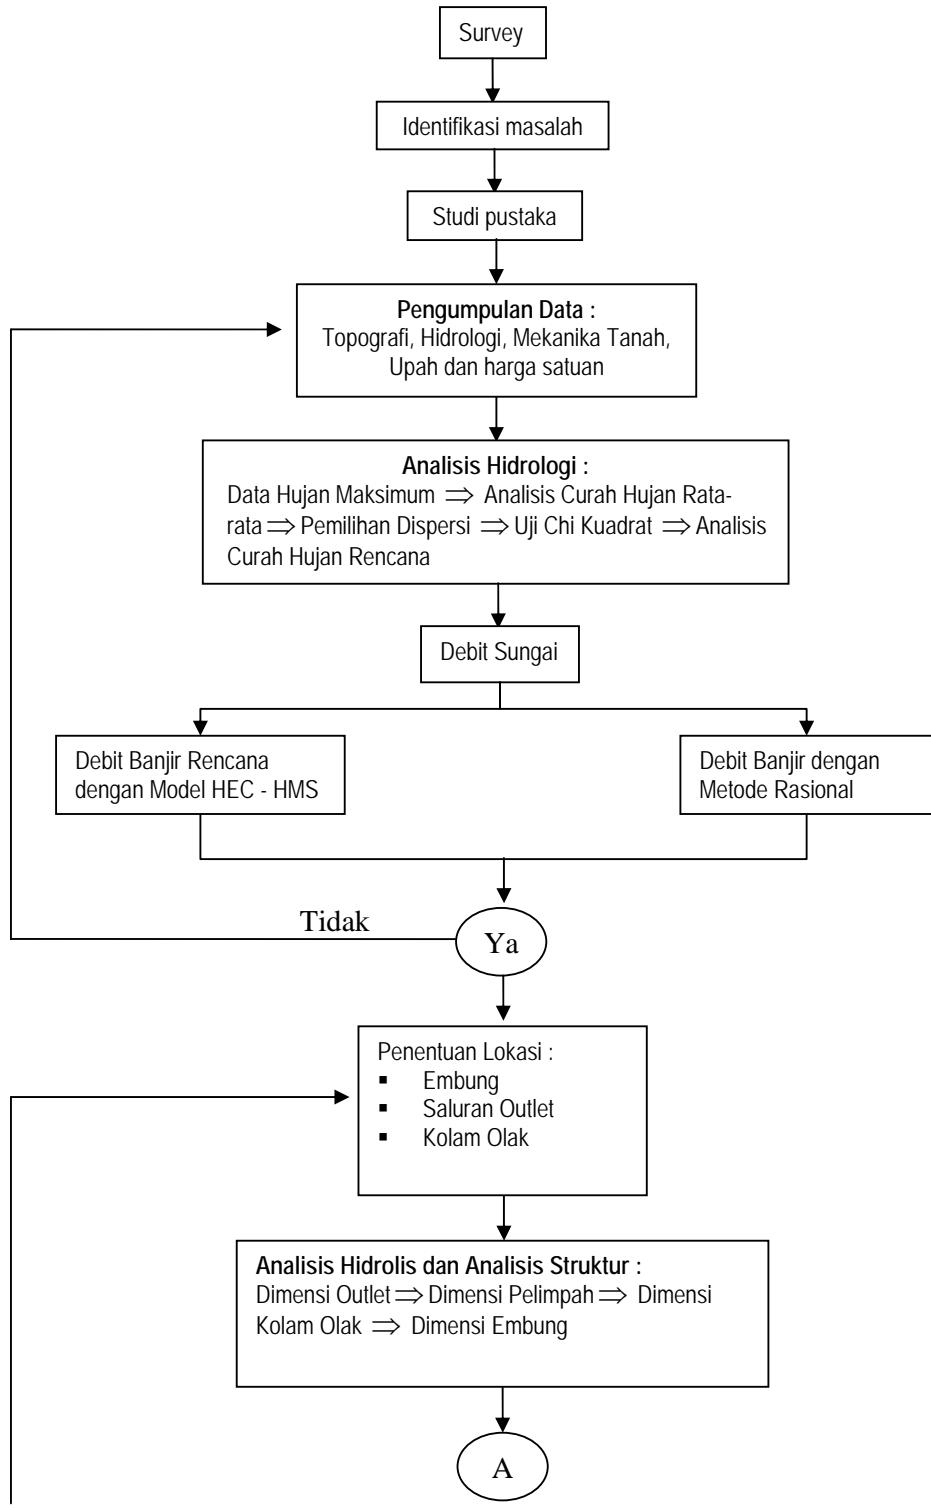 Survey
Identifikasi masalah
Studi pustaka
Pengumpulan Data :
Topografi, Hidrologi, Mekanika Tanah,
Upah dan harga satuan
Analisis Hidrologi :
Data Hujan Maksimum ⇒ Analisis Curah Hujan Rata-
rata ⇒ Pemilihan Dispersi ⇒ Uji Chi Kuadrat ⇒ Analisis
Curah Hujan Rencana
Debit Sungai
Debit Banjir Rencana
dengan Model HEC - HMS
Debit Banjir dengan
Metode Rasional
Tidak
Ya
Penentuan Lokasi :
▪ Embung
▪ Saluran Outlet
▪ Kolam Olak
Analisis Hidrolis dan Analisis Struktur :
Dimensi Outlet ⇒ Dimensi Pelimpah ⇒ Dimensi
Kolam Olak ⇒ Dimensi Embung
A